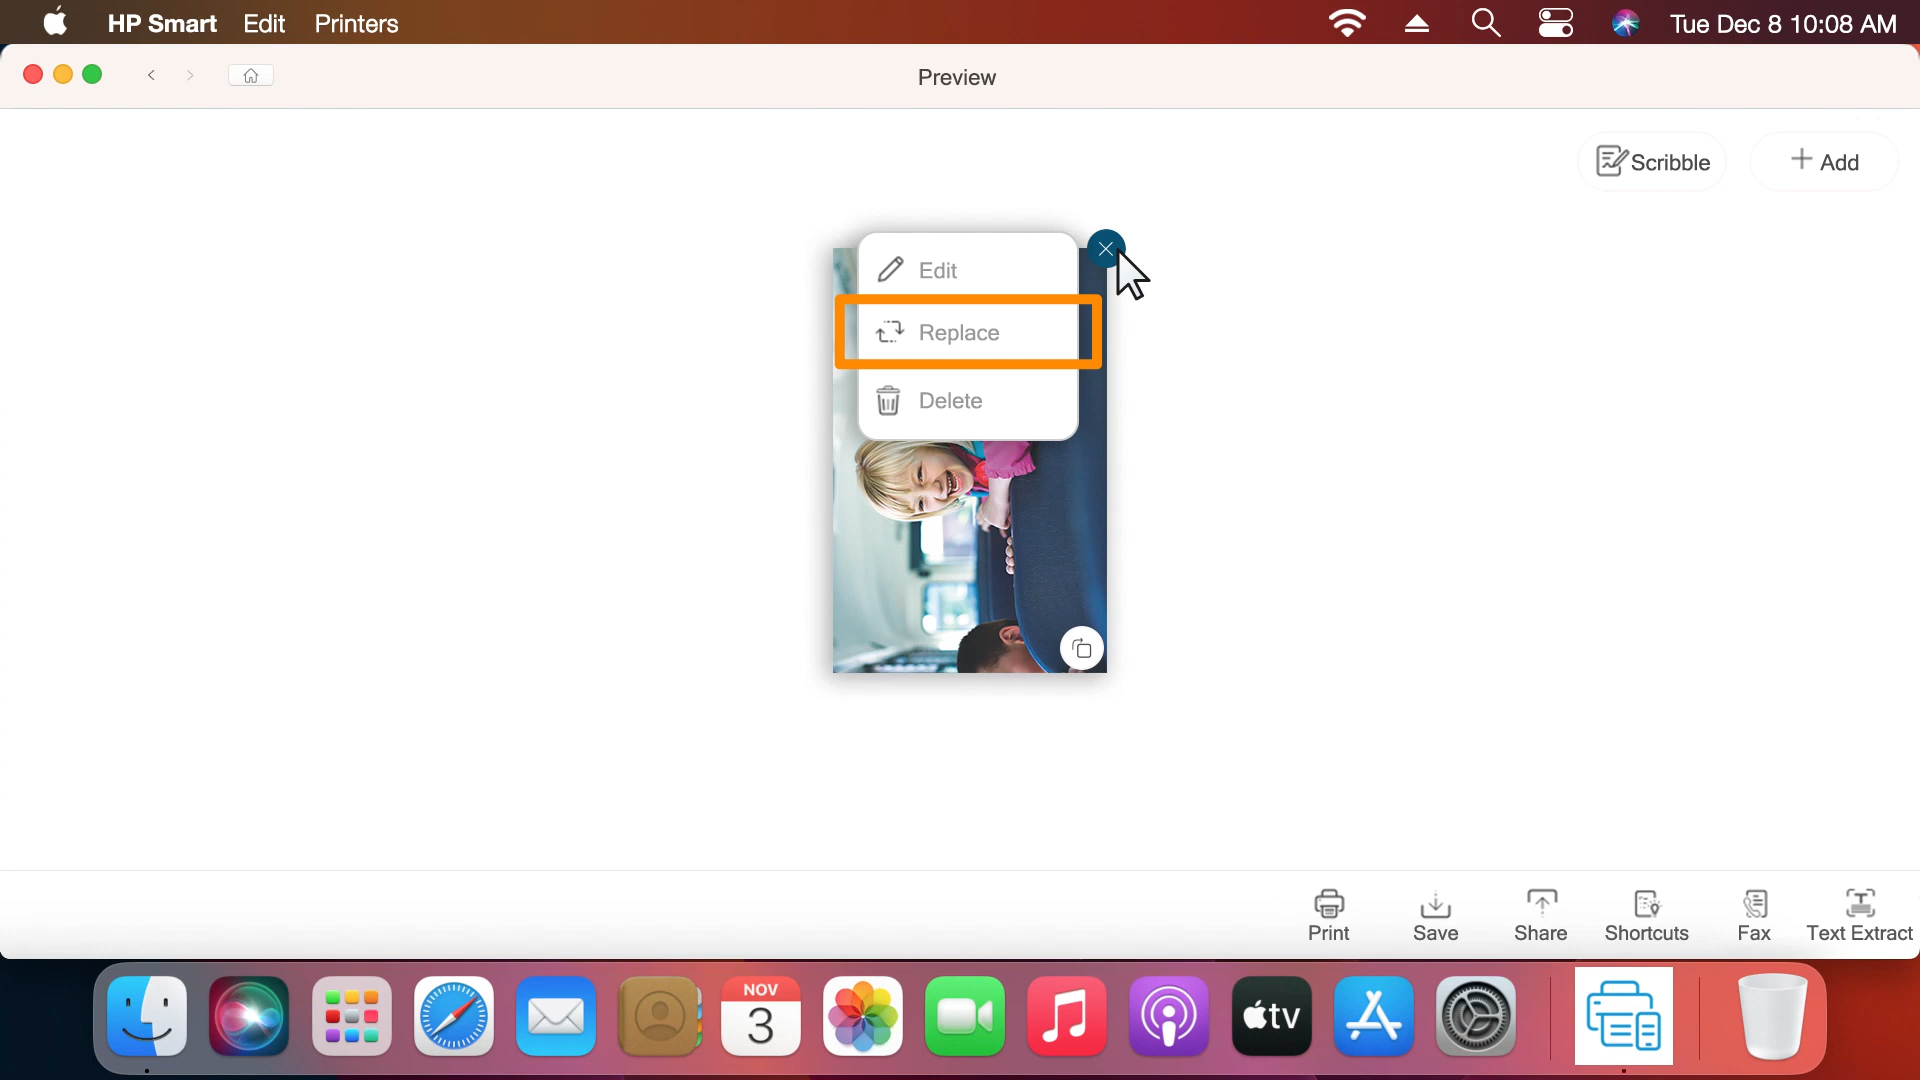 HP Smart Edit Printers Tue Dec 8 10:08 AM
Preview
Scribble
Add
Edit
Replace
Delete
Print Save Share Shortcuts Fax Text Extract
NOV
3
tv